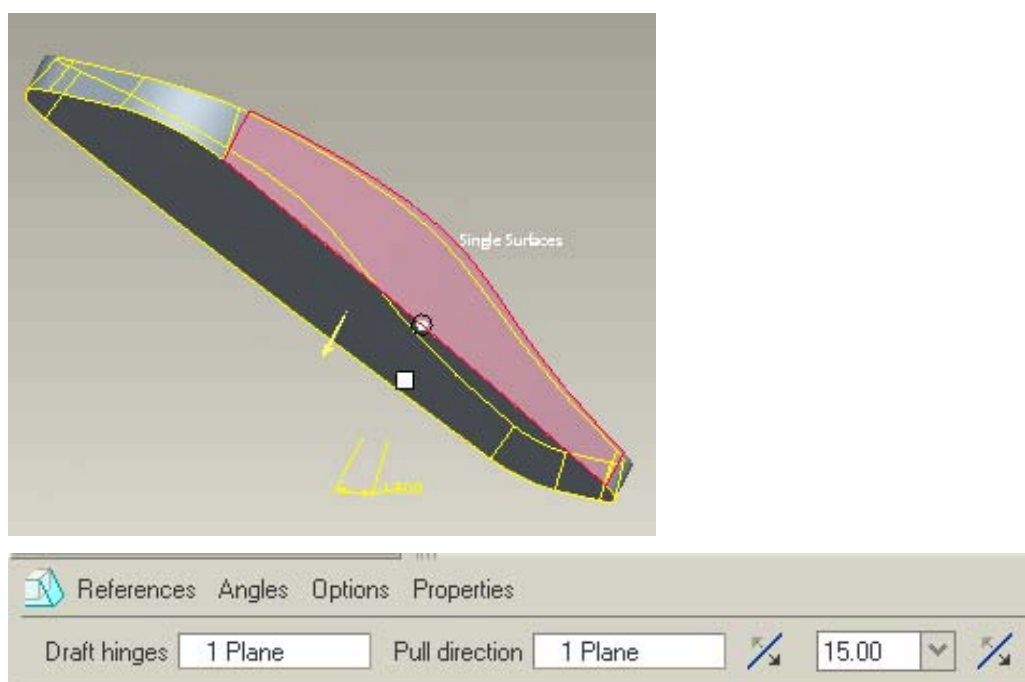 Single Surfaces
References Angles Options Properties
Draft hinges 1 Plane Pull direction 1 Plane 15.00